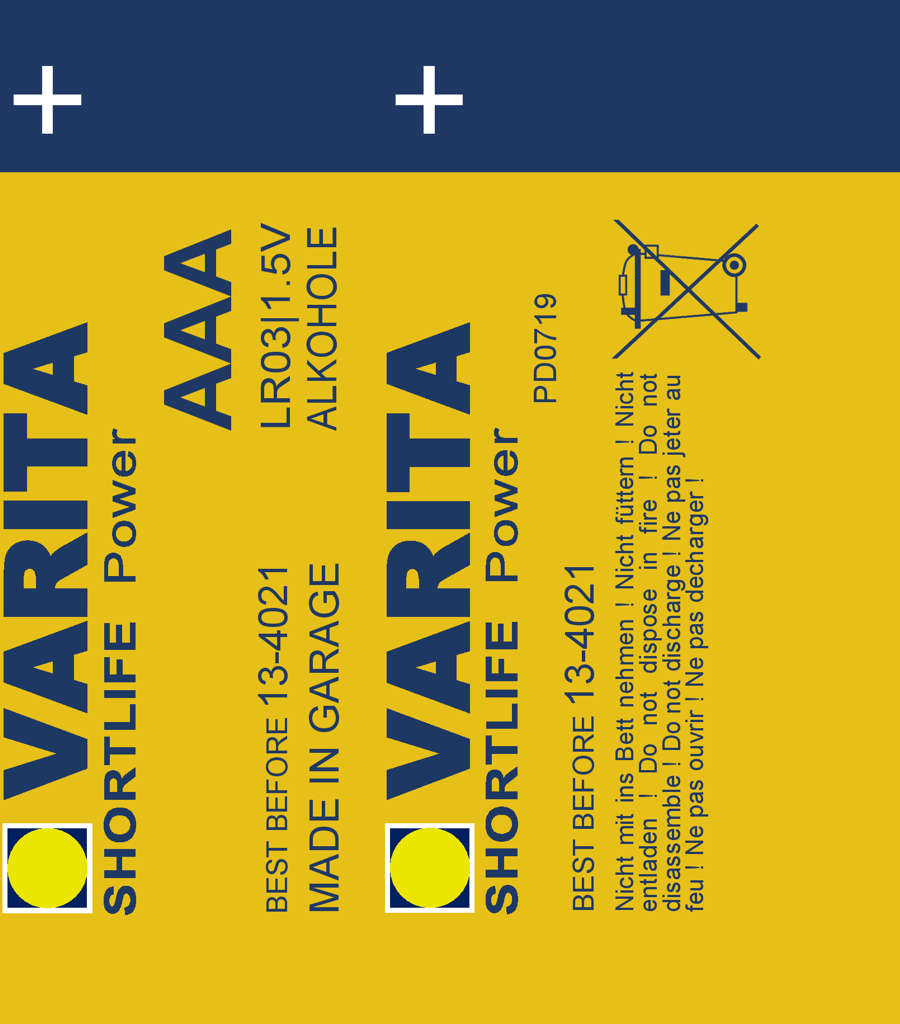 +
VARITA
SHORTLIFE Power
AAA
BEST BEFORE 13-4021
LR03|1.5V
MADE IN GARAGE
ALKOHOLE
+
VARITA
SHORTLIFE Power
PD0719
BEST BEFORE 13-4021
Nicht mit ins Bett nehmen ! Nicht füttern ! Nicht
entladen ! Do not dispose in fire ! Do not
disassemble ! Do not discharge ! Ne pas jeter au
feu ! Ne pas ouvrir ! Ne pas decharger !